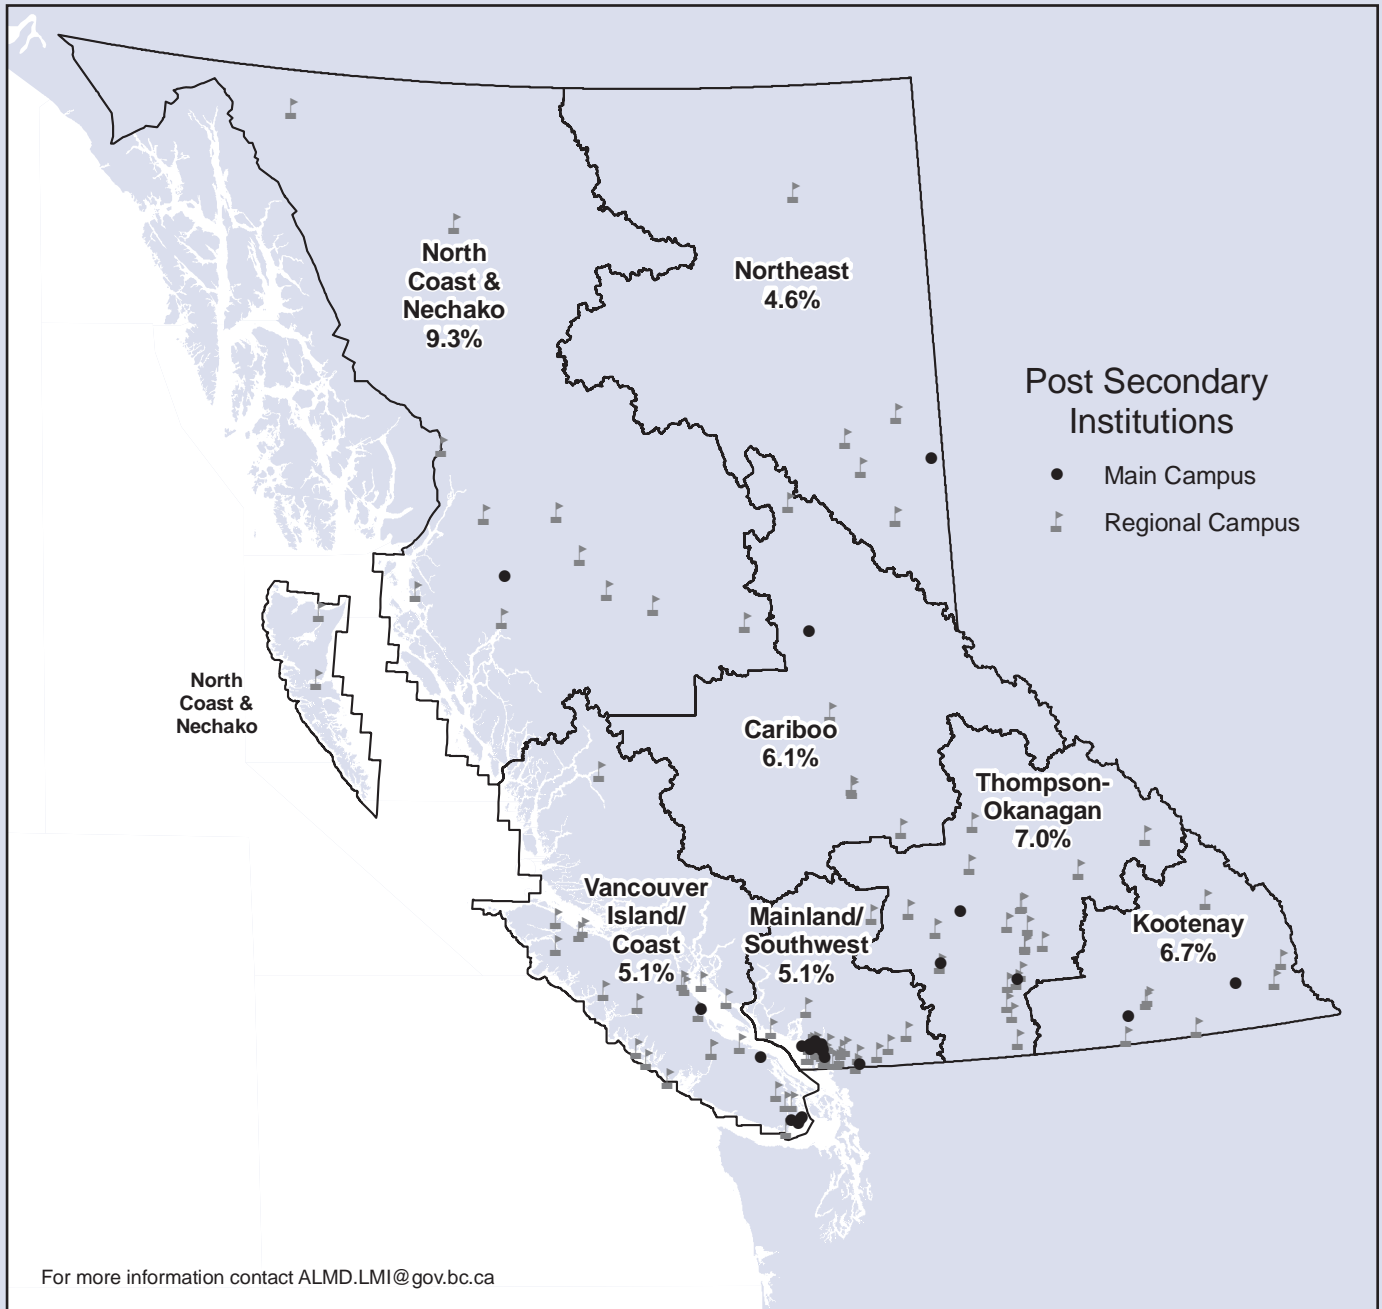 North
Coast &
Nechako
9.3%
Northeast
4.6%
Post Secondary
Institutions
Main Campus
Regional Campus
North
Coast &
Nechako
Cariboo
6.1%
Thompson-
Okanagan
7.0%
Vancouver
Island/
Coast
5.1%
Mainland/
Southwest
5.1%
Kootenay
6.7%
For more information contact ALMD.LMI@gov.bc.ca